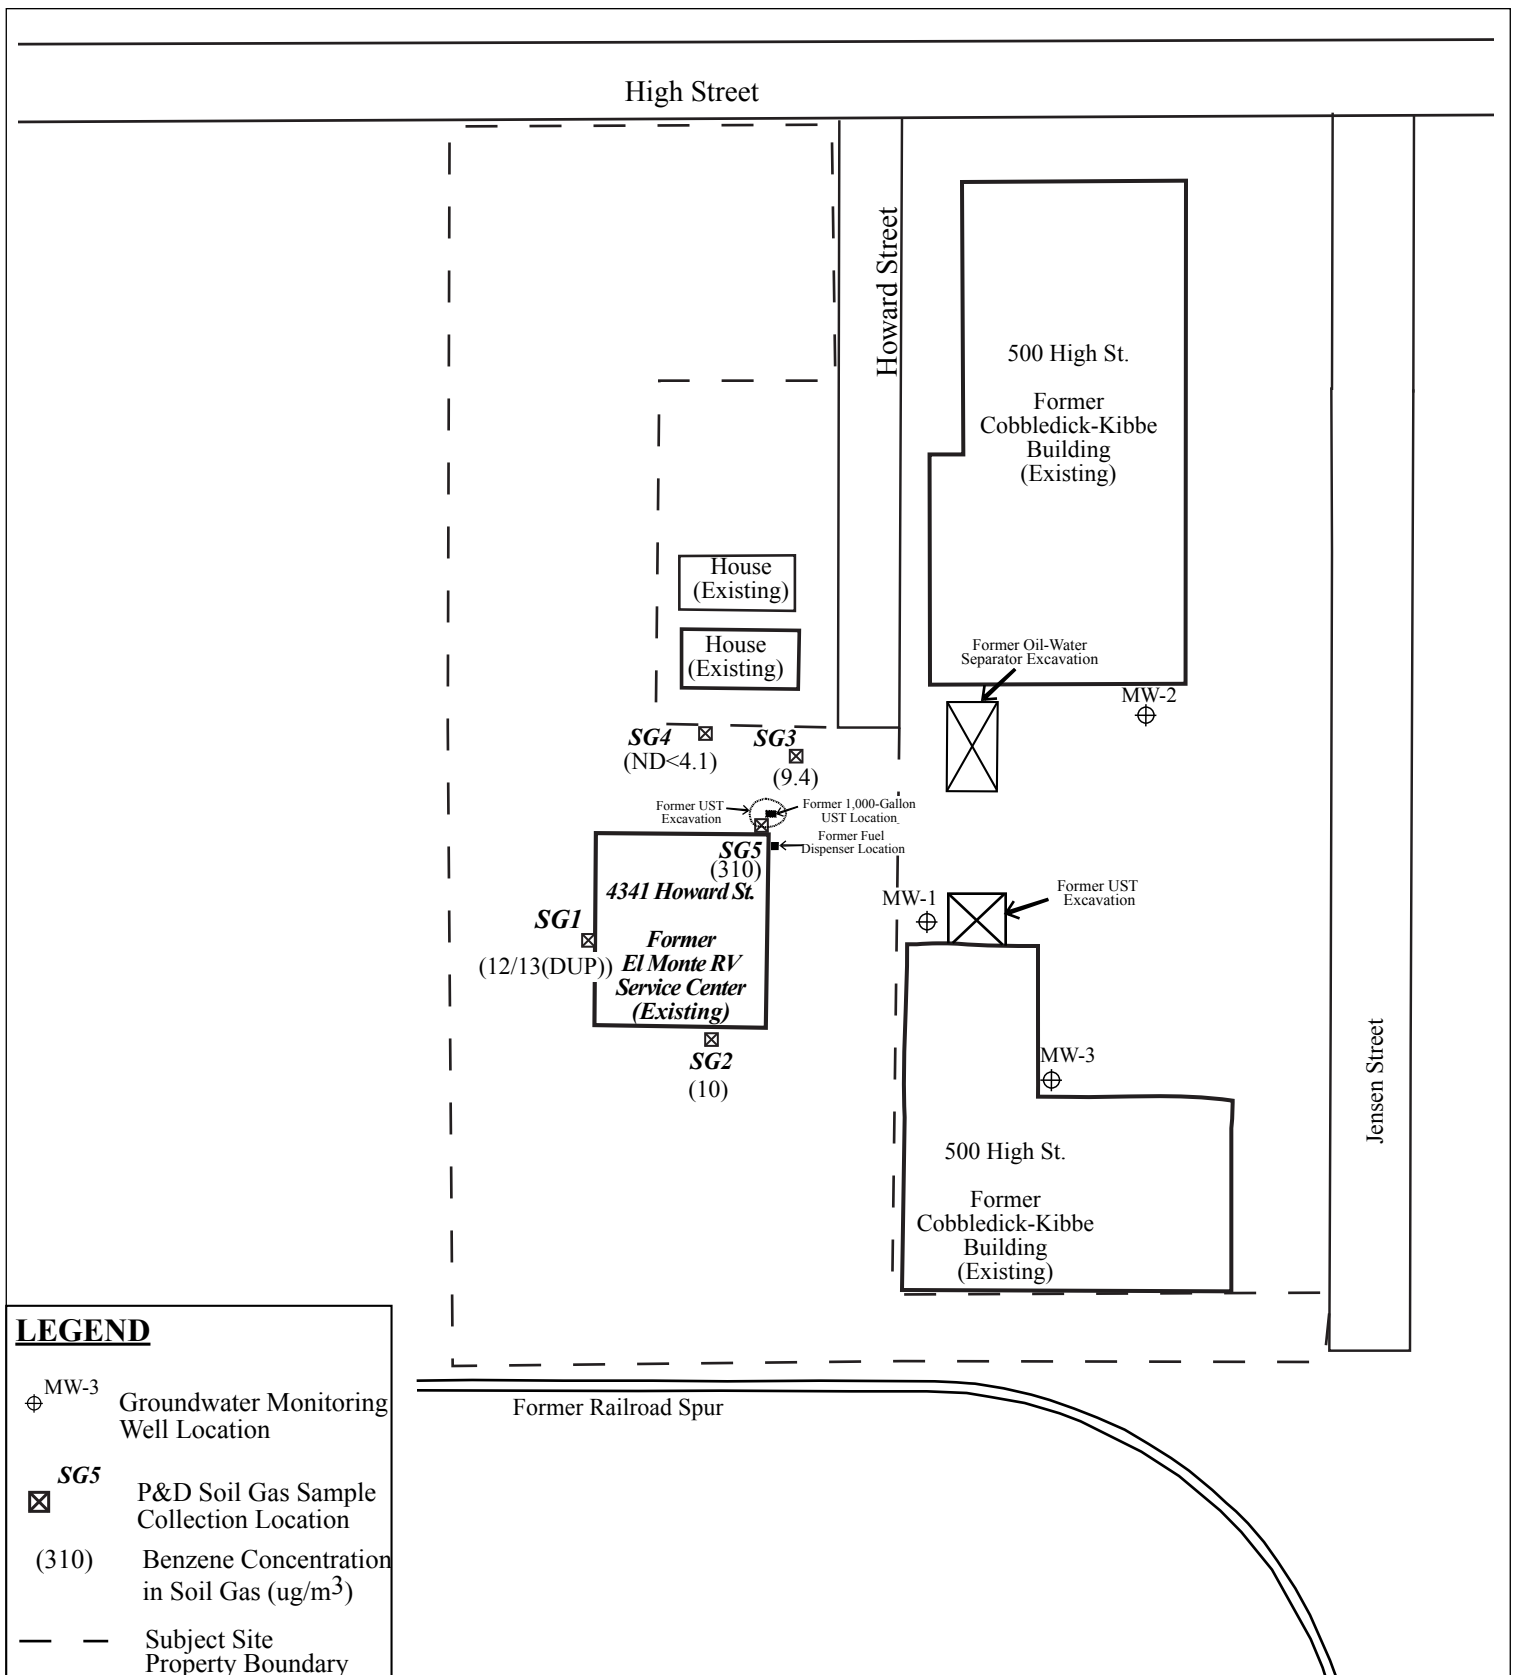 High Street
Howard Street
500 High St.
Former
Cobbledick-Kibbe
Building
(Existing)
House
(Existing)
House
(Existing)
Former Oil-Water
Separator Excavation
MW-2
SG4
(ND<4.1)
SG3
(9.4)
Former UST
Excavation
Former 1,000-Gallon
UST Location
Former Fuel
Dispenser Location
SG5
(310)
4341 Howard St.
Former
El Monte RV
Service Center
(Existing)
SG1
(12/13(DUP))
SG2
(10)
MW-1
Former UST
Excavation
MW-3
500 High St.
Former
Cobbledick-Kibbe
Building
(Existing)
Jensen Street
Former Railroad Spur
LEGEND
MW-3
Groundwater Monitoring
Well Location
SG5
P&D Soil Gas Sample
Collection Location
(310)
Benzene Concentration
in Soil Gas (ug/m3)
Subject Site
Property Boundary